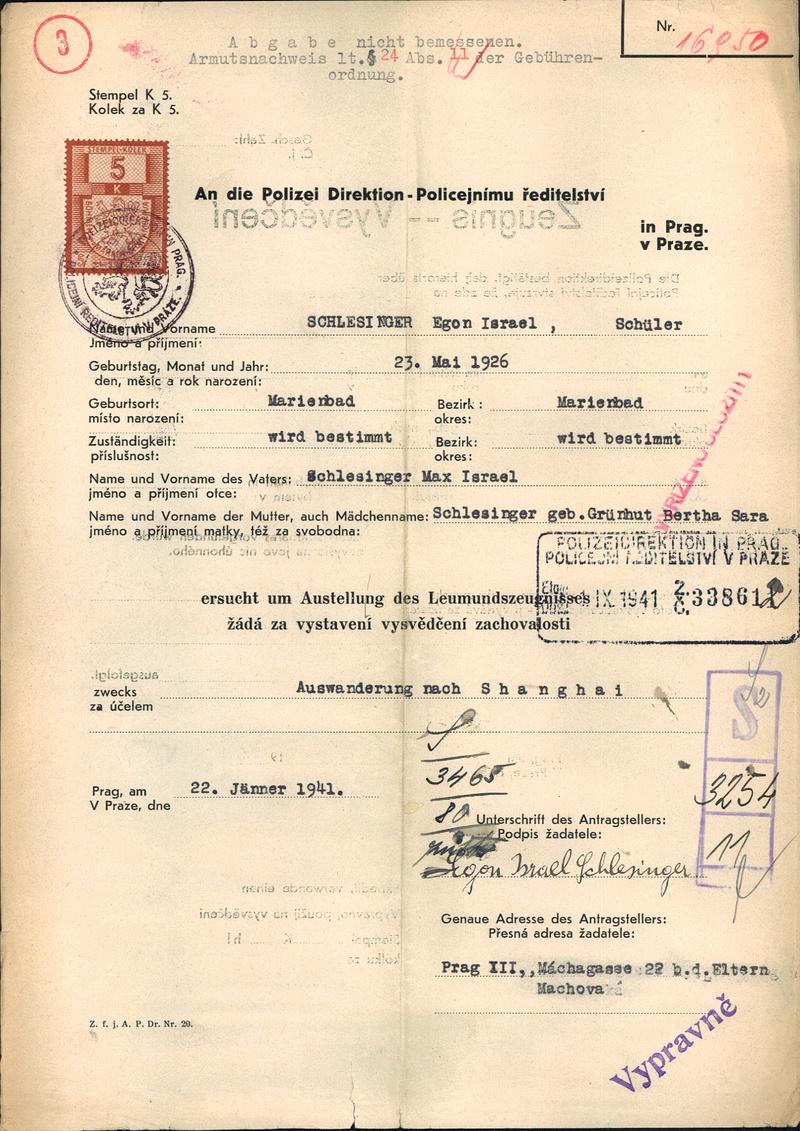 3
Abgabe nicht bemessenen.
Armutsnachweis lt.§ 24 Abs. 11 der Gebühren-
ordnung.
Nr.
Stempel K 5.
Kolek za K 5.
STEMPEL-KOLEK
5
K
An die Polizei Direktion - Policejnímu ředitelství
in Prag.
v Praze.
Name und Vorname SCHLESINGER Egon Israel , Schüler
Jméno a příjmení:
Geburtstag, Monat und Jahr: 23. Mai 1926
den, měsíc a rok narození:
Geburtsort: Marienbad Bezirk: Marienbad
místo narození: okres:
Zuständigkeit: wird bestimmt Bezirk: wird bestimmt
příslušnost: okres:
Name und Vorname des Vaters: Schlesinger Max Israel
jméno a příjmení otce:
Name und Vorname der Mutter, auch Mädchenname: Schlesinger geb.Grünhut Bertha Sara
jméno a příjmení matky, též za svobodna:
POLIZEIDIREKTION IN PRAG.
POLICEJNÍ ŘEDITELSTVÍ V PRAZE
IX. 1941
ersucht um Austellung des Leumundszeugnisses
žádá za vystavení vysvědčení zachovalosti
zwecks Auswanderung nach Shanghai
za účelem
S
3465
80
S
3254
11
Prag, am 22. Jänner 1941.
V Praze, dne
Unterschrift des Antragstellers:
Podpis žadatele:
Egon Israel Schlesinger
Genaue Adresse des Antragstellers:
Přesná adresa žadatele:
Prag III,,Máchagasse 22 b.d.Eltern
Machova
Z. f. j. A. P. Dr. Nr. 20.
Vypravně